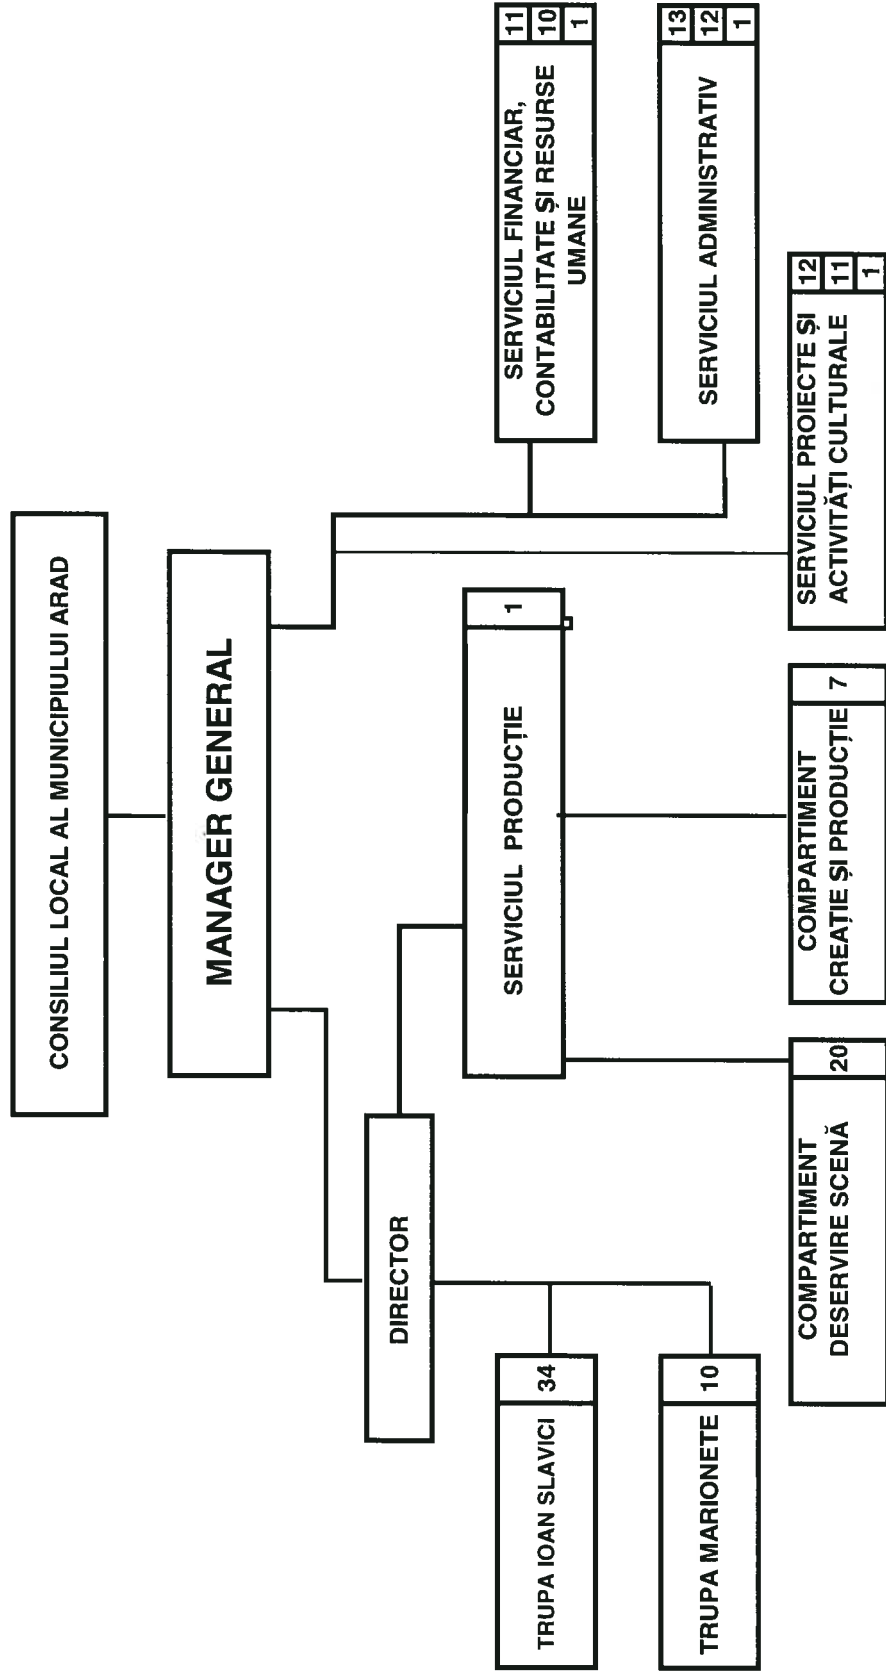 CONSILIUL LOCAL AL MUNICIPIULUI ARAD
MANAGER GENERAL
DIRECTOR
SERVICIUL PRODUCȚIE
1
TRUPA IOAN SLAVICI
34
TRUPA MARIONETE
10
SERVICIUL FINANCIAR,
CONTABILITATE ȘI RESURSE
UMANE
11
10
1
SERVICIUL ADMINISTRATIV
13
12
1
COMPARTIMENT
DESERVIRE SCENĂ
20
COMPARTIMENT
CREAȚIE ȘI PRODUCȚIE
7
SERVICIUL PROIECTE ȘI
ACTIVITĂȚI CULTURALE
12
11
1